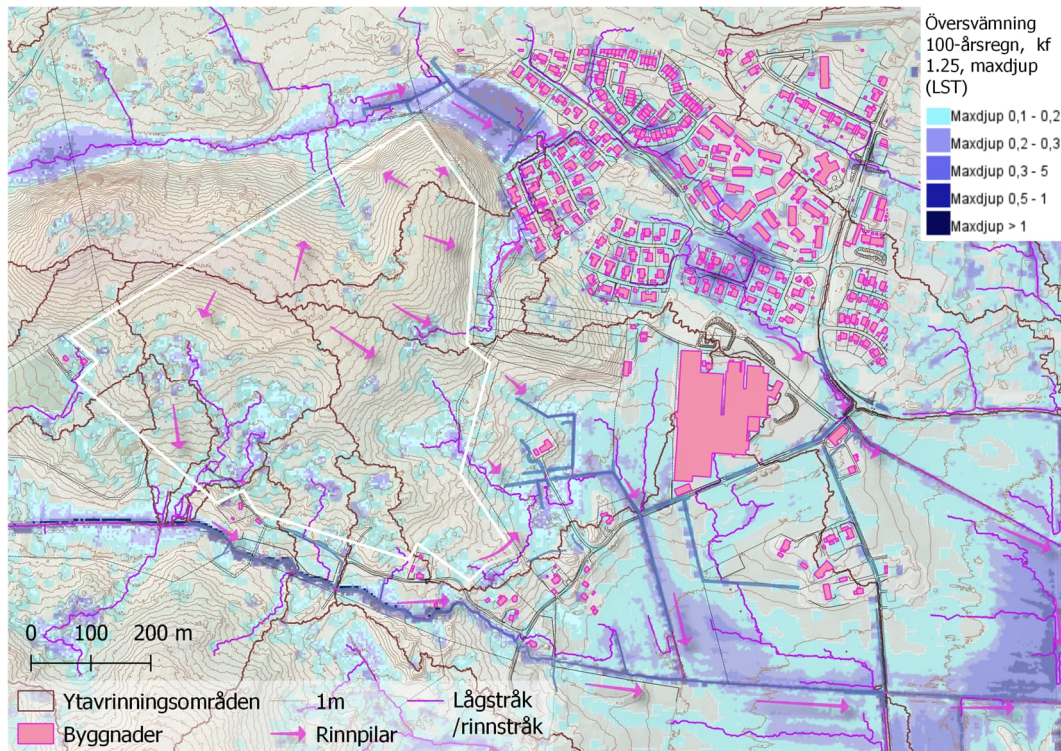 Översvämning
100-årsregn, kf
1.25, maxdjup
(LST)
Maxdjup 0,1 - 0,2
Maxdjup 0,2 - 0,3
Maxdjup 0,3 - 5
Maxdjup 0,5 - 1
Maxdjup > 1
0 100 200 m
Ytavrinningsområden 1m Lågstråk
/rinnstråk
Byggnader Rinnpilar